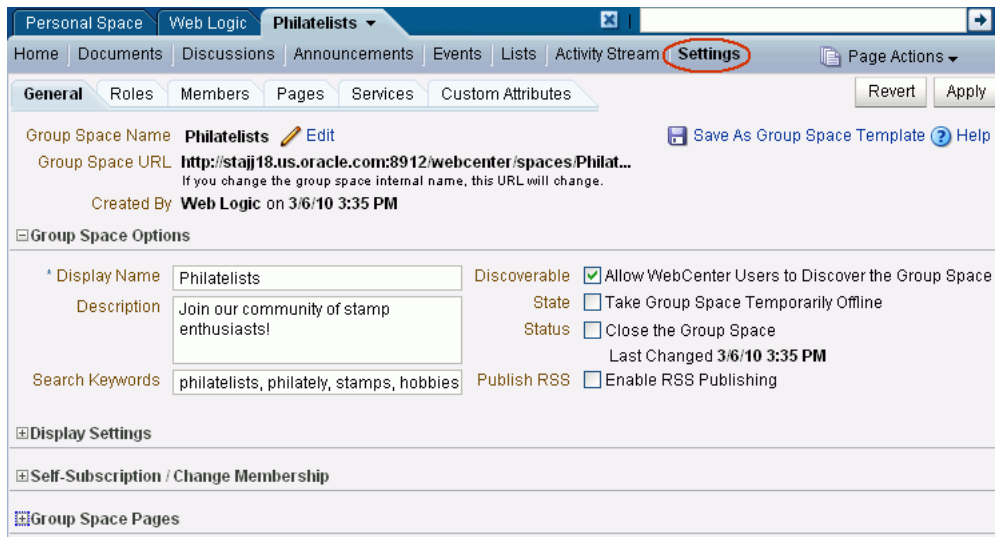 Personal Space Web Logic Philatelists
Home Documents Discussions Announcements Events Lists Activity Stream Settings Page Actions
General Roles Members Pages Services Custom Attributes Revert Apply
Group Space Name Philatelists Edit Save As Group Space Template ? Help
Group Space URL http://stajj18.us.oracle.com:8912/webcenter/spaces/Philat...
If you change the group space internal name, this URL will change.
Created By Web Logic on 3/6/10 3:35 PM
Group Space Options
* Display Name Philatelists Discoverable Allow WebCenter Users to Discover the Group Space
Description Join our community of stamp State Take Group Space Temporarily Offline
enthusiasts! Status Close the Group Space
Last Changed 3/6/10 3:35 PM
Search Keywords philatelists, philately, stamps, hobbies Publish RSS Enable RSS Publishing
Display Settings
Self-Subscription / Change Membership
Group Space Pages